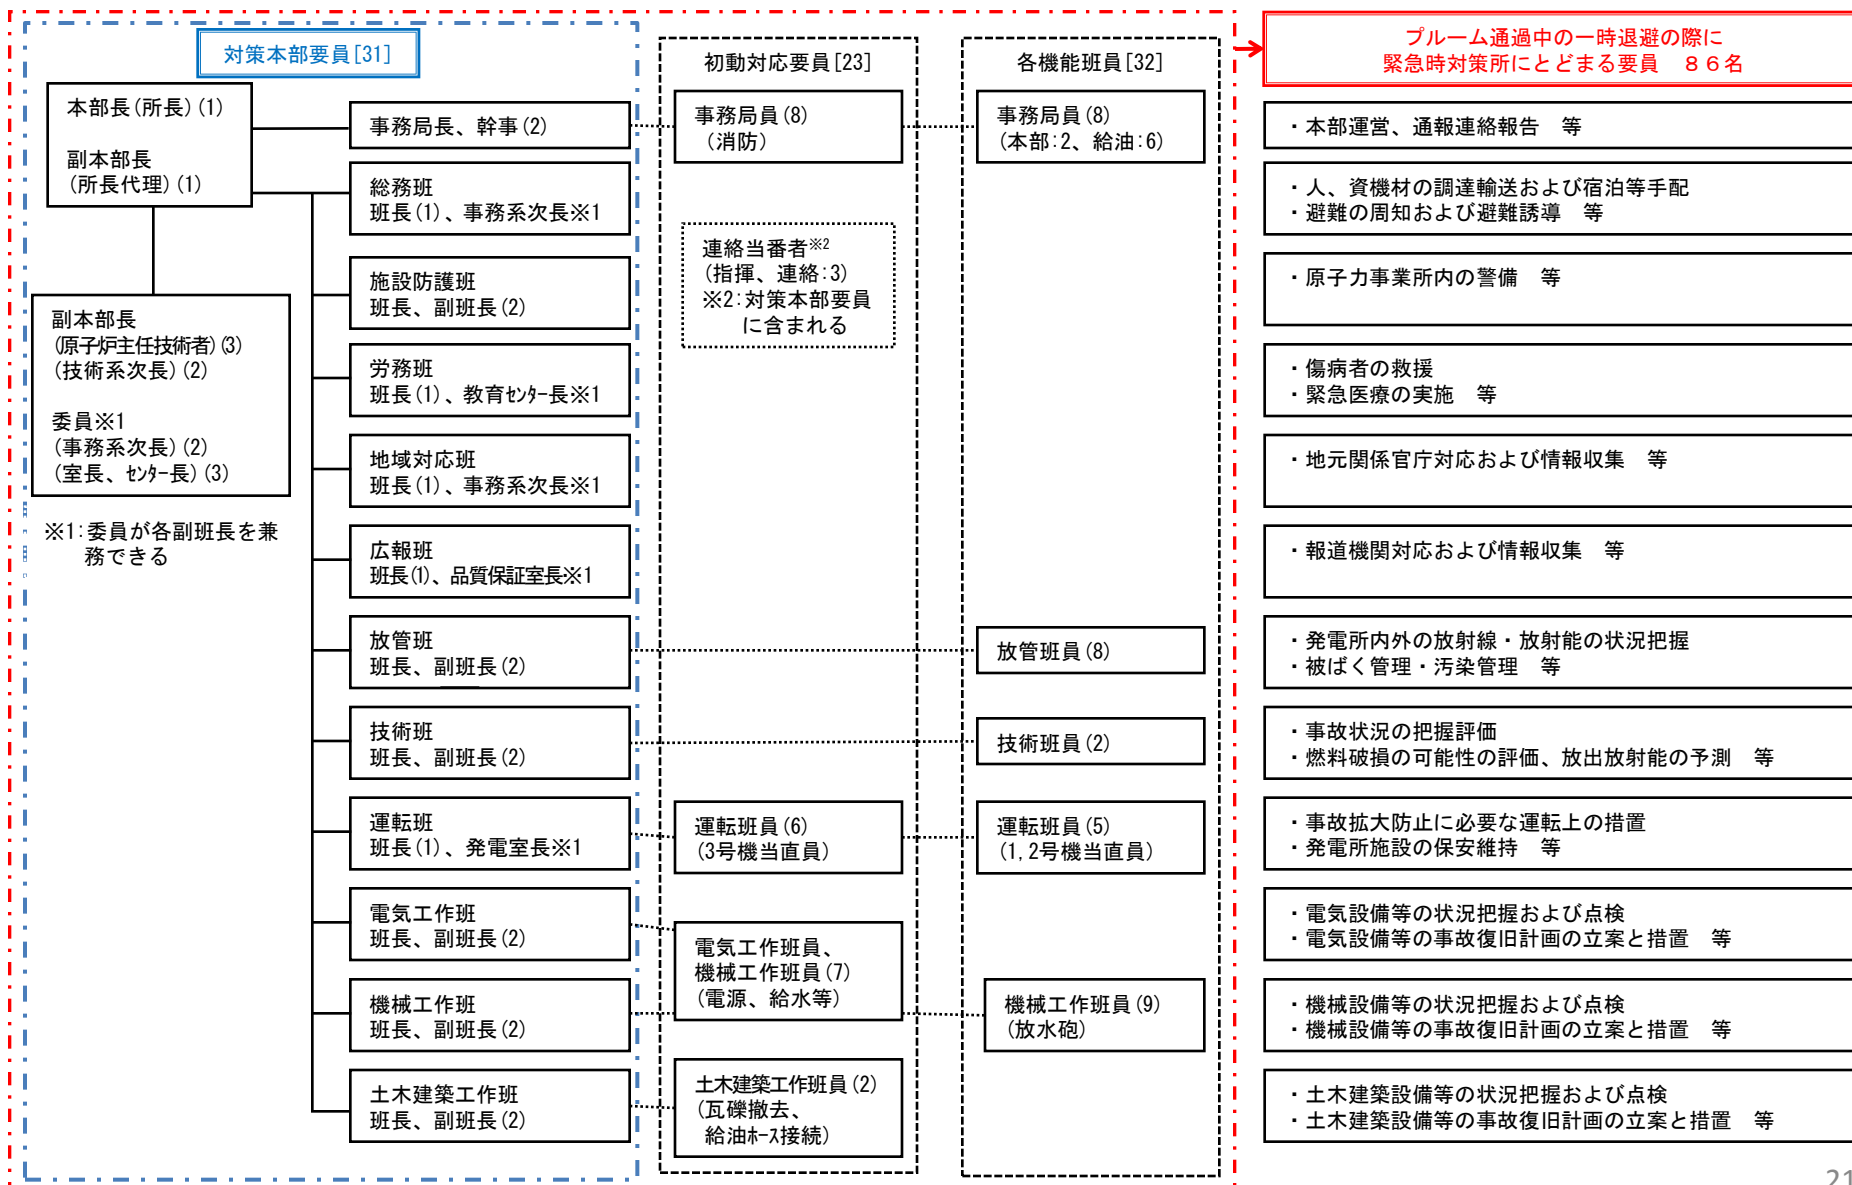 対策本部要員[31]
本部長(所長)(1)
副本部長
(所長代理)(1)
副本部長
(原子炉主任技術者)(3)
(技術系次長)(2)
委員※1
(事務系次長)(2)
(室長、ｾﾝﾀｰ長)(3)
※1:委員が各副班長を兼
務できる
事務局長、幹事(2)
総務班
班長(1)、事務系次長※1
施設防護班
班長、副班長(2)
労務班
班長(1)、教育ｾﾝﾀｰ長※1
地域対応班
班長(1)、事務系次長※1
広報班
班長(1)、品質保証室長※1
放管班
班長、副班長(2)
技術班
班長、副班長(2)
運転班
班長(1)、発電室長※1
電気工作班
班長、副班長(2)
機械工作班
班長、副班長(2)
土木建築工作班
班長、副班長(2)
初動対応要員[23]
事務局員(8)
(消防)
連絡当番者※2
(指揮、連絡:3)
※2:対策本部要員
に含まれる
運転班員(6)
(3号機当直員)
電気工作班員、
機械工作班員(7)
(電源、給水等)
土木建築工作班員(2)
(瓦礫撤去、
給油ﾎｰｽ接続)
各機能班員[32]
事務局員(8)
(本部:2、給油:6)
放管班員(8)
技術班員(2)
運転班員(5)
(1,2号機当直員)
機械工作班員(9)
(放水砲)
プルーム通過中の一時退避の際に
緊急時対策所にとどまる要員　８６名
・本部運営、通報連絡報告　等
・人、資機材の調達輸送および宿泊等手配
・避難の周知および避難誘導　等
・原子力事業所内の警備　等
・傷病者の救援
・緊急医療の実施　等
・地元関係官庁対応および情報収集　等
・報道機関対応および情報収集　等
・発電所内外の放射線・放射能の状況把握
・被ばく管理・汚染管理　等
・事故状況の把握評価
・燃料破損の可能性の評価、放出放射能の予測　等
・事故拡大防止に必要な運転上の措置
・発電所施設の保安維持　等
・電気設備等の状況把握および点検
・電気設備等の事故復旧計画の立案と措置　等
・機械設備等の状況把握および点検
・機械設備等の事故復旧計画の立案と措置　等
・土木建築設備等の状況把握および点検
・土木建築設備等の事故復旧計画の立案と措置　等
21